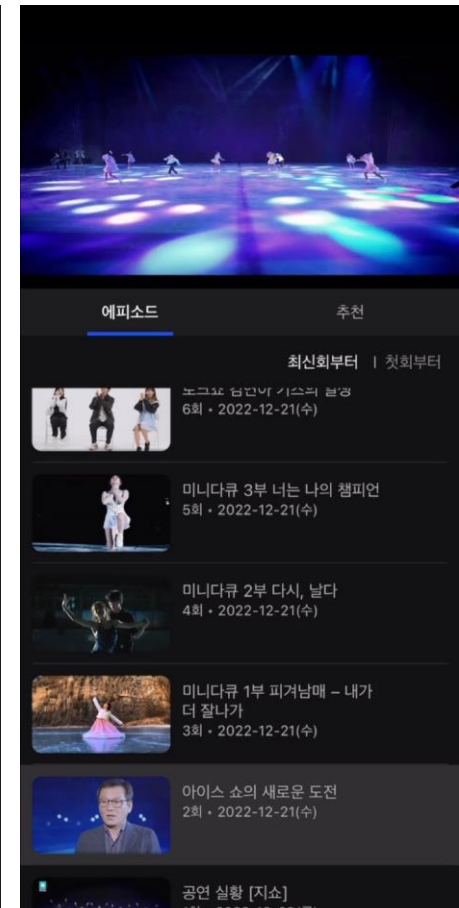 에피소드 추천
최신회부터 | 첫회부터
6회 • 2022-12-21(수)
미니다큐 3부 너는 나의 챔피언
5회 • 2022-12-21(수)
미니다큐 2부 다시, 날다
4회 • 2022-12-21(수)
미니다큐 1부 피겨남매 – 내가
더 잘나가
3회 • 2022-12-21(수)
아이스 쇼의 새로운 도전
2회 • 2022-12-21(수)
공연 실황 [지쇼]